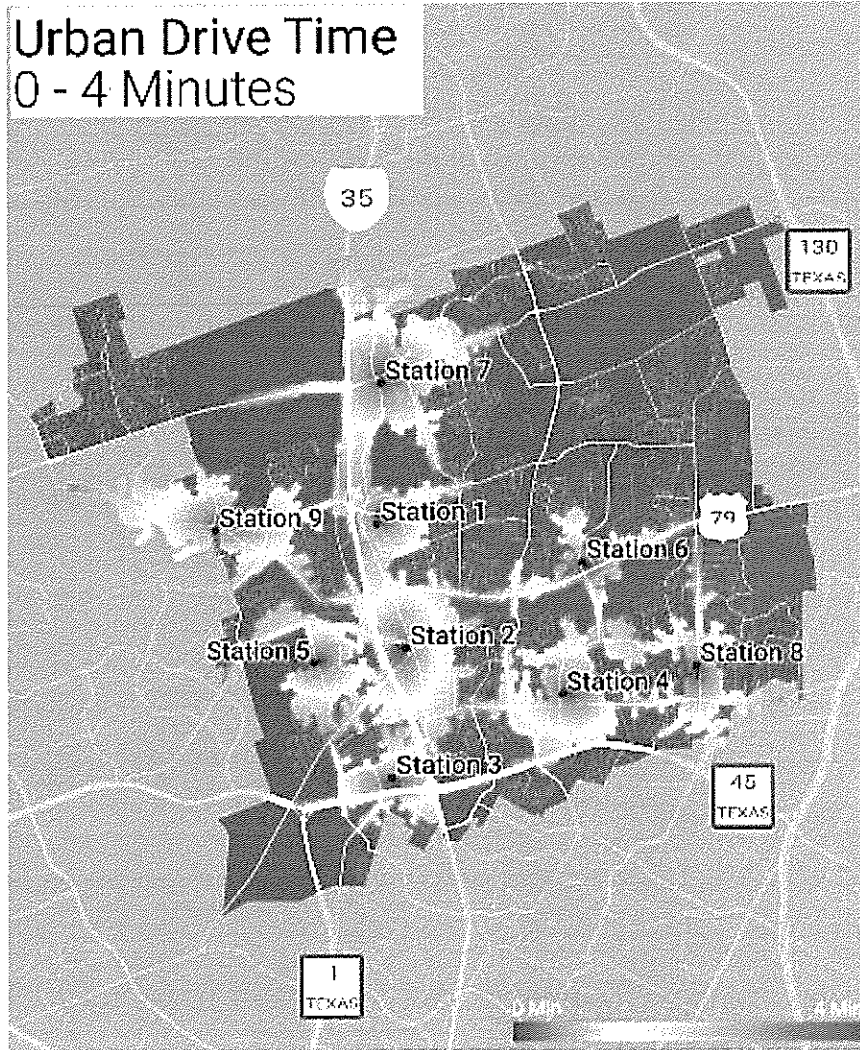 Urban Drive Time
0 - 4 Minutes
35
130
TEXAS
Station 7
Station 9
Station 1
79
Station 6
Station 2
Station 5
Station 8
Station 4
Station 3
45
TEXAS
1
TEXAS
0 Min
4 Min